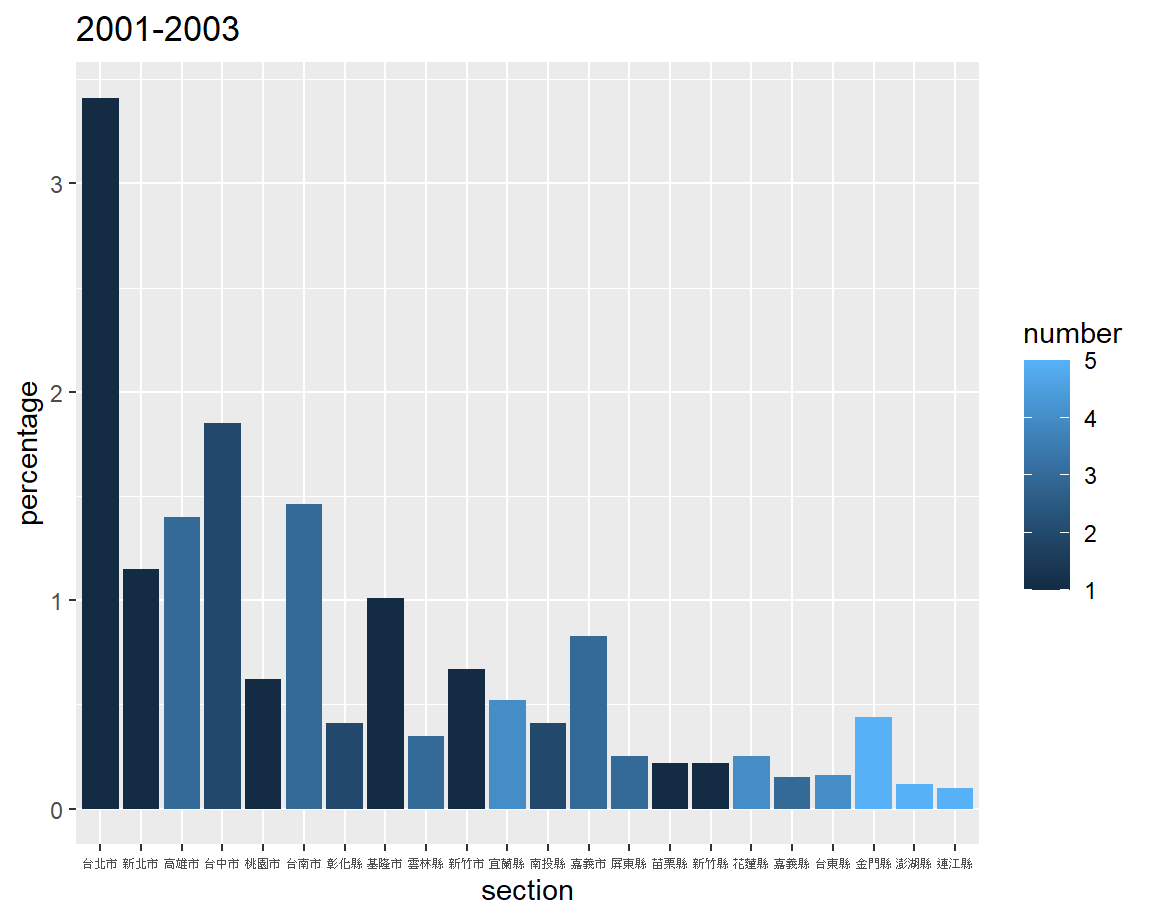 2001-2003
percentage
3
2
1
0
台北市 新北市 高雄市 台中市 桃園市 台南市 彰化縣 基隆市 雲林縣 新竹市 宜蘭縣 南投縣 嘉義市 屏東縣 苗栗縣 新竹縣 花蓮縣 嘉義縣 台東縣 金門縣 澎湖縣 連江縣
section
number
5
4
3
2
1